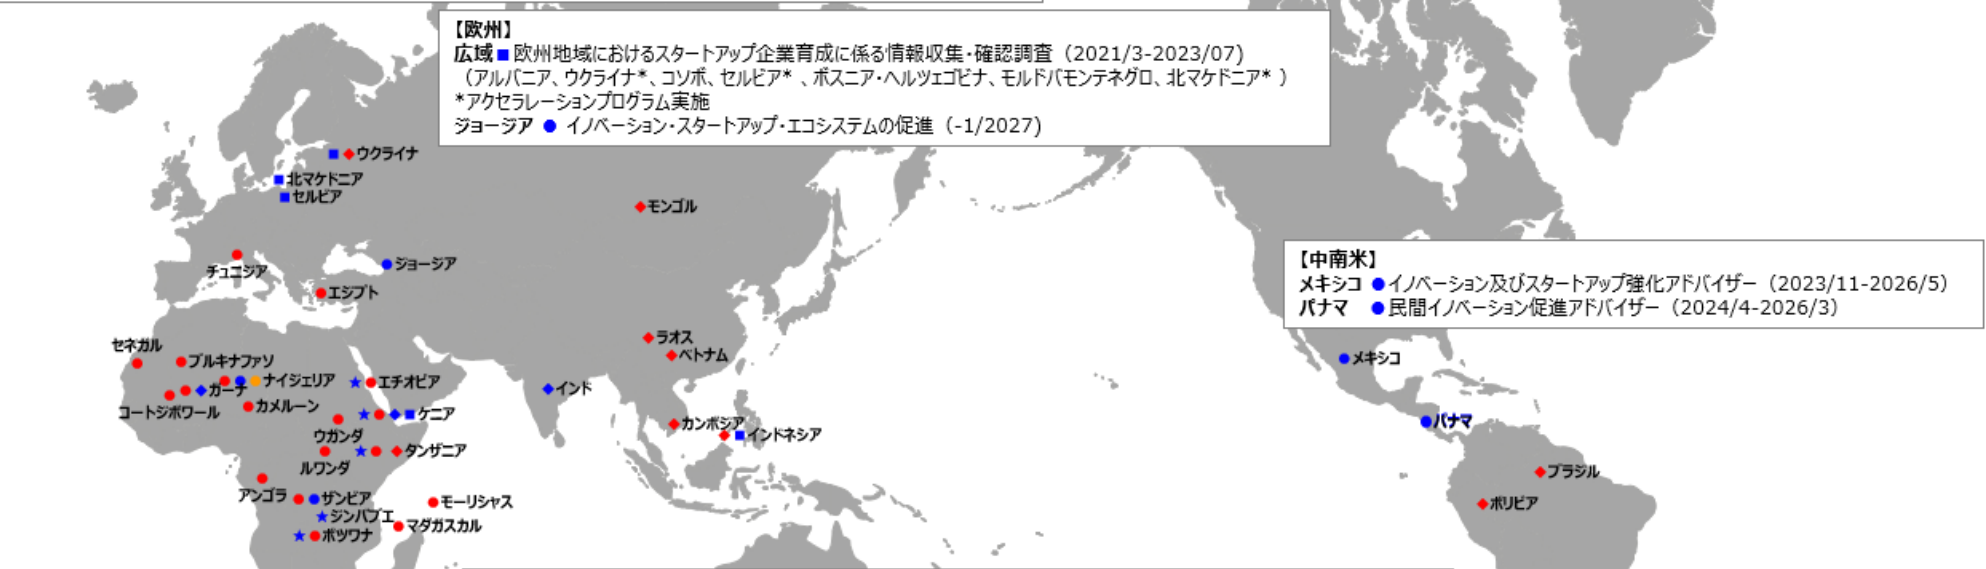 【欧州】
広域 ■ 欧州地域におけるスタートアップ企業育成に係る情報収集・確認調査（2021/3-2023/07)
（アルバニア、ウクライナ*、コソボ、セルビア* 、ボスニア・ヘルツェゴビナ、モルドバモンテネグロ、北マケドニア* ）
*アクセラレーションプログラム実施
ジョージア ● イノベーション・スタートアップ・エコシステムの促進（-1/2027)
ウクライナ
北マケドニア
セルビア
モンゴル
チュニジア
ジョージア
エジプト
【中南米】
メキシコ ●イノベーション及びスタートアップ強化アドバイザー（2023/11-2026/5）
パナマ ●民間イノベーション促進アドバイザー（2024/4-2026/3）
ラオス
ベトナム
セネガル
ブルキナファソ
メキシコ
ナイジェリア
エチオピア
ガーナ
インド
コートジボワール
カメルーン
ケニア
カンボジア
パナマ
ウガンダ
インドネシア
タンザニア
ルワンダ
ブラジル
アンゴラ
ザンビア
モーリシャス
ボリビア
ジンバブエ
マダガスカル
ボツワナ